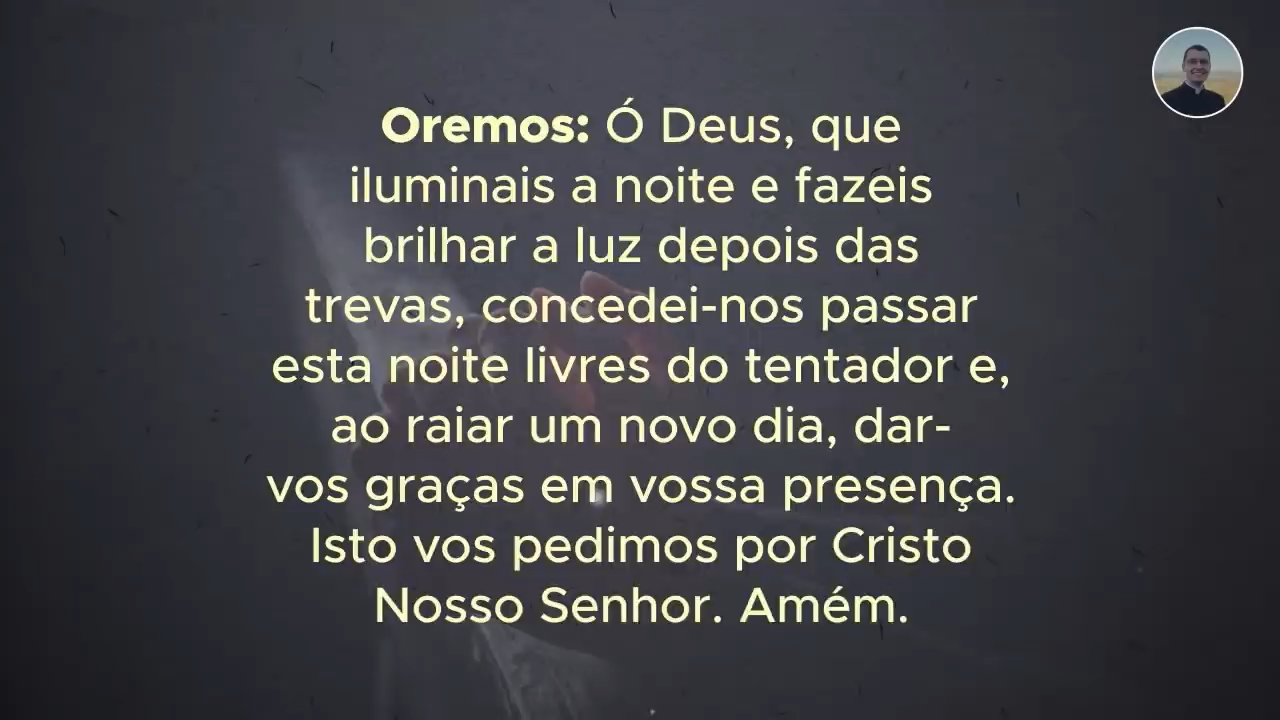 Oremos: Ó Deus, que
iluminais a noite e fazeis
brilhar a luz depois das
trevas, concedei-nos passar
esta noite livres do tentador e,
ao raiar um novo dia, dar-
vos graças em vossa presença.
Isto vos pedimos por Cristo
Nosso Senhor. Amém.